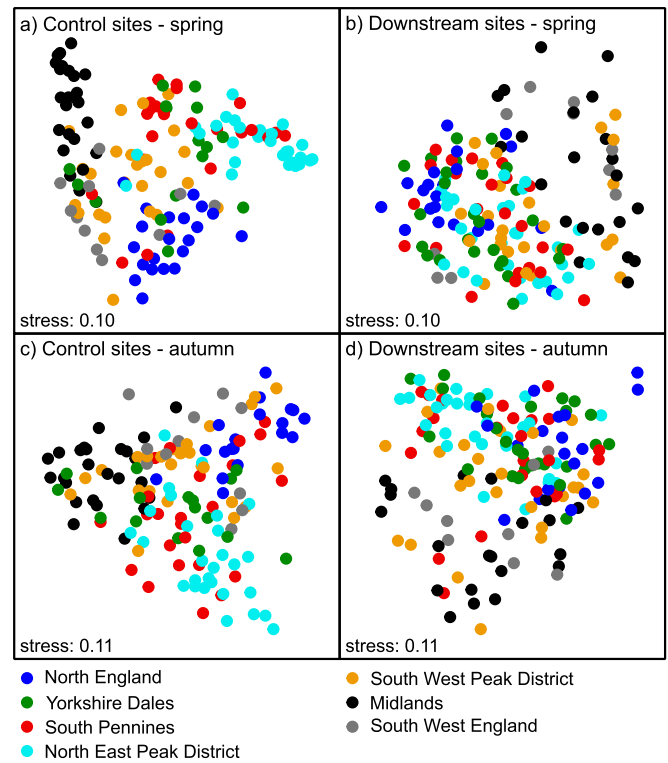 a) Control sites - spring
b) Downstream sites - spring
stress: 0.10
stress: 0.10
c) Control sites - autumn
d) Downstream sites - autumn
stress: 0.11
stress: 0.11
North England
Yorkshire Dales
South Pennines
North East Peak District
South West Peak District
Midlands
South West England